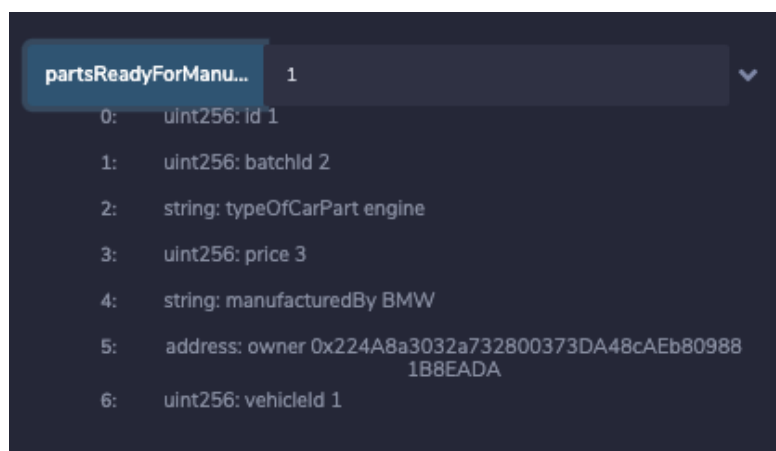 partsReadyForManu... 1
0: uint256: id 1
1: uint256: batchId 2
2: string: typeOfCarPart engine
3: uint256: price 3
4: string: manufacturedBy BMW
5: address: owner 0x224A8a3032a732800373DA48cAEb80988
1B8EADA
6: uint256: vehicleId 1